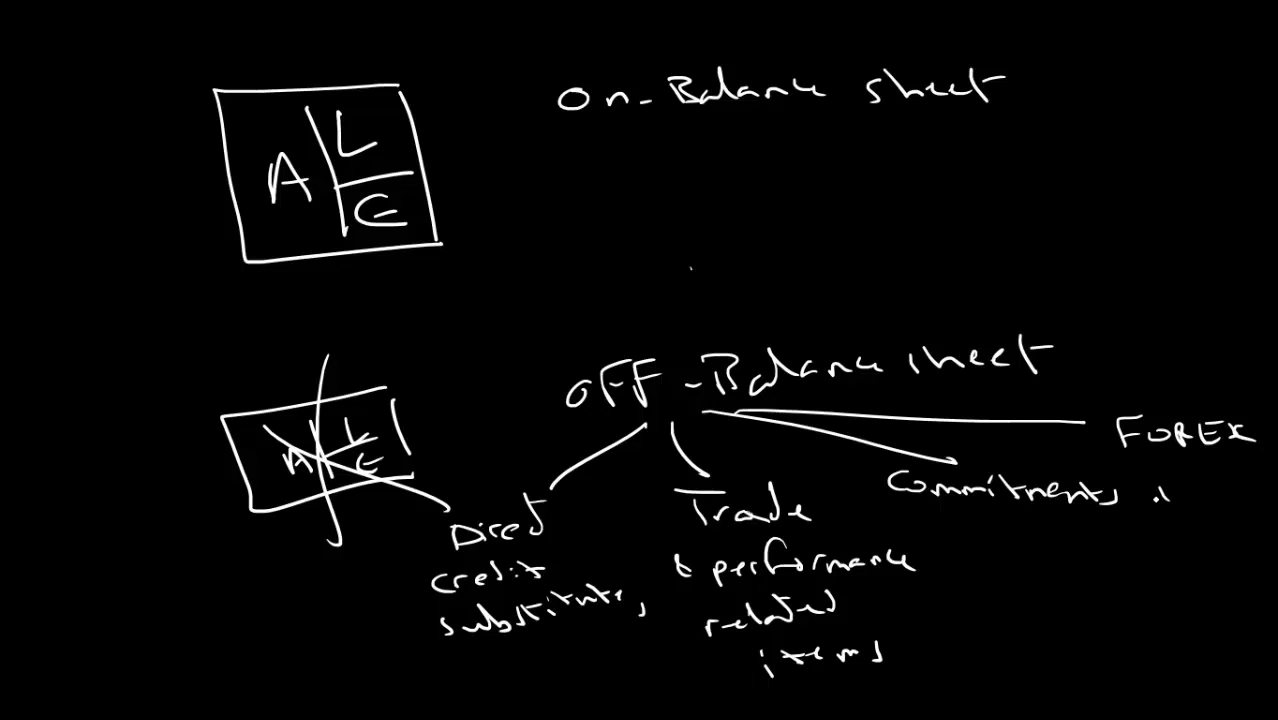 On-Balance sheet
A L
E
OFF-Balance sheet
A L
E
FOREX
Commitments
Direct
credit
substitutes
Trade
& performance
related
items